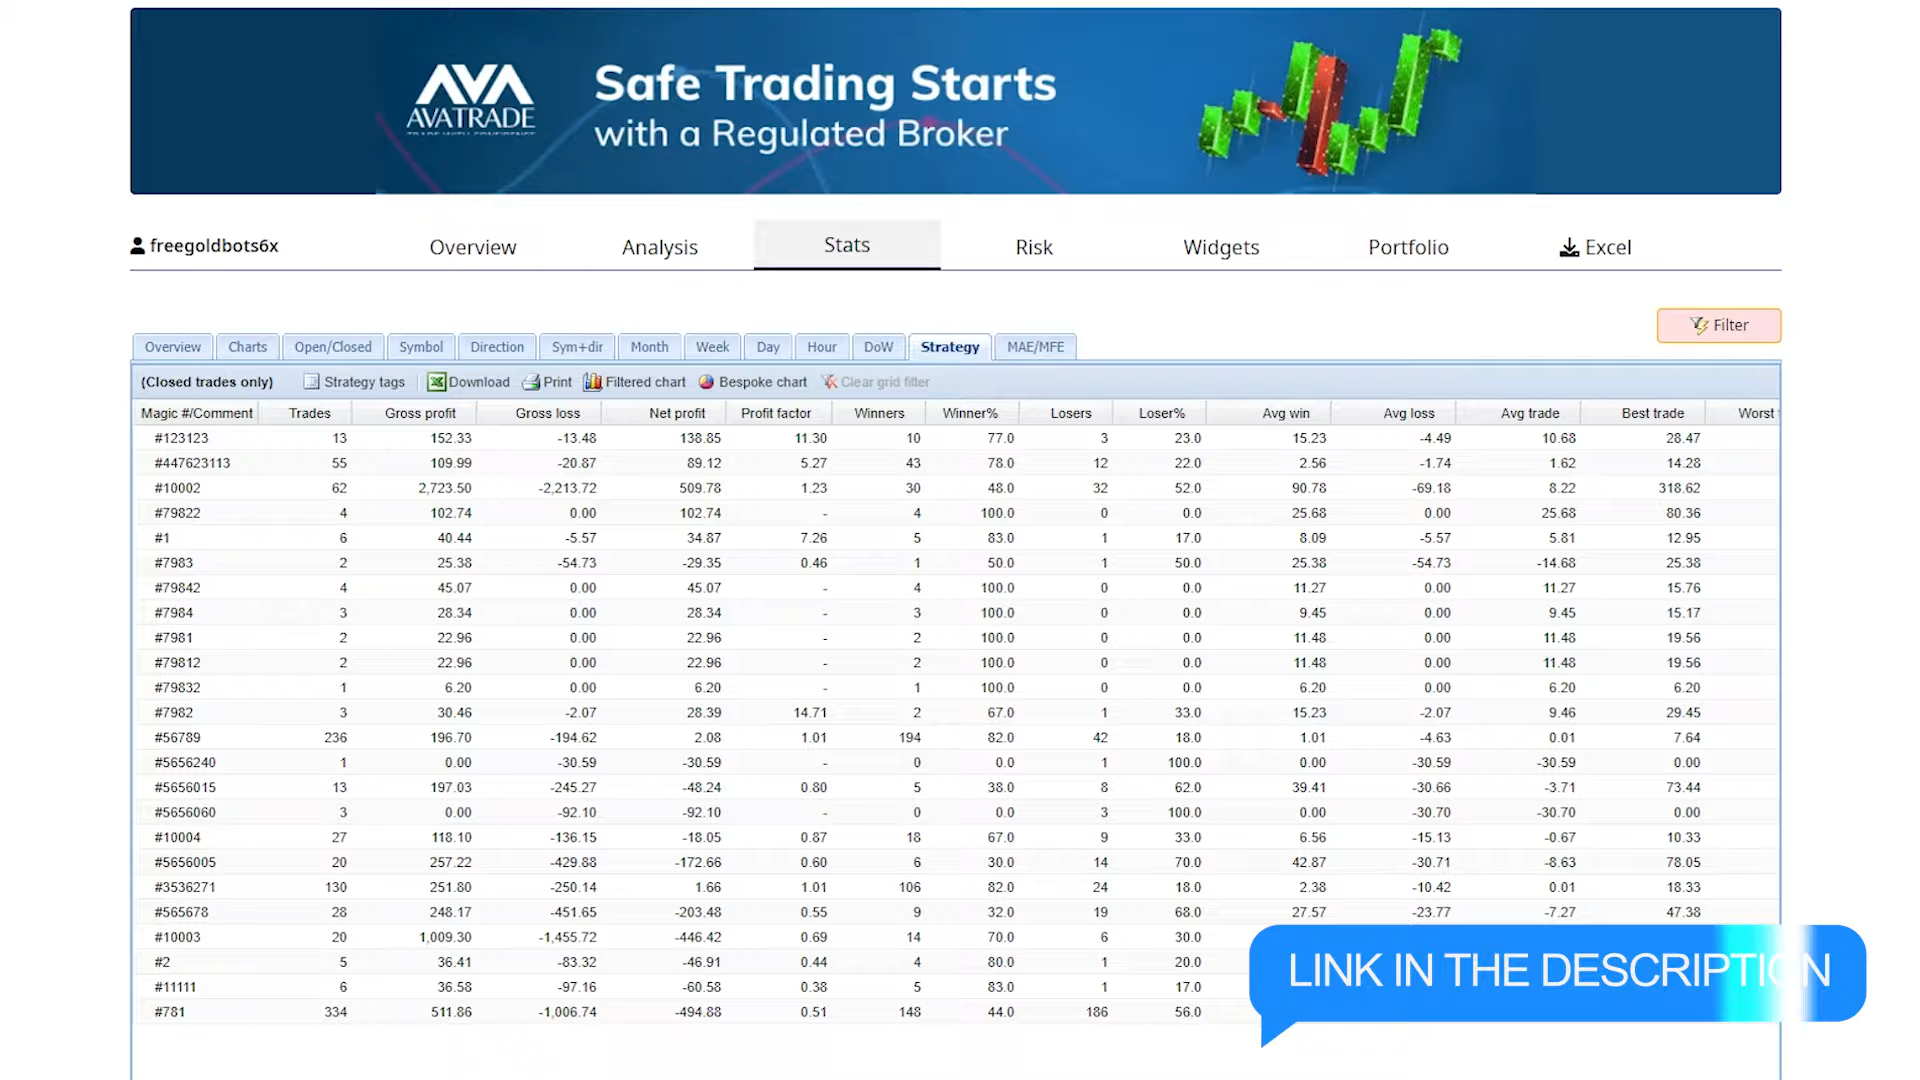 AVATRADE
Safe Trading Starts
with a Regulated Broker
freegoldbots6x Overview Analysis Stats Risk Widgets Portfolio Excel
Filter
Overview Charts Open/Closed Symbol Direction Sym+dir Month Week Day Hour DoW Strategy MAE/MFE
(Closed trades only) Strategy tags Download Print Filtered chart Bespoke chart Clear grid filter
Magic #/Comment Trades Gross profit Gross loss Net profit Profit factor Winners Winner% Losers Loser% Avg win Avg loss Avg trade Best trade Worst
#123123 13 152.33 -13.48 138.85 11.30 10 77.0 3 23.0 15.23 -4.49 10.68 28.47
#447623113 55 109.99 -20.87 89.12 5.27 43 78.0 12 22.0 2.56 -1.74 1.62 14.28
#10002 62 2,723.50 -2,213.72 509.78 1.23 30 48.0 32 52.0 90.78 -69.18 8.22 318.62
#79822 4 102.74 0.00 102.74 - 4 100.0 0 0.0 25.68 0.00 25.68 80.36
#1 6 40.44 -5.57 34.87 7.26 5 83.0 1 17.0 8.09 -5.57 5.81 12.95
#7983 2 25.38 -54.73 -29.35 0.46 1 50.0 1 50.0 25.38 -54.73 -14.68 25.38
#79842 4 45.07 0.00 45.07 - 4 100.0 0 0.0 11.27 0.00 11.27 15.76
#7984 3 28.34 0.00 28.34 - 3 100.0 0 0.0 9.45 0.00 9.45 15.17
#7981 2 22.96 0.00 22.96 - 2 100.0 0 0.0 11.48 0.00 11.48 19.56
#79812 2 22.96 0.00 22.96 - 2 100.0 0 0.0 11.48 0.00 11.48 19.56
#79832 1 6.20 0.00 6.20 - 1 100.0 0 0.0 6.20 0.00 6.20 6.20
#7982 3 30.46 -2.07 28.39 14.71 2 67.0 1 33.0 15.23 -2.07 9.46 29.45
#56789 236 196.70 -194.62 2.08 1.01 194 82.0 42 18.0 1.01 -4.63 0.01 7.64
#5656240 1 0.00 -30.59 -30.59 - 0 0.0 1 100.0 0.00 -30.59 -30.59 0.00
#5656015 13 197.03 -245.27 -48.24 0.80 5 38.0 8 62.0 39.41 -30.66 -3.71 73.44
#5656060 3 0.00 -92.10 -92.10 - 0 0.0 3 100.0 0.00 -30.70 -30.70 0.00
#10004 27 118.10 -136.15 -18.05 0.87 18 67.0 9 33.0 6.56 -15.13 -0.67 10.33
#5656005 20 257.22 -429.88 -172.66 0.60 6 30.0 14 70.0 42.87 -30.71 -8.63 78.05
#3536271 130 251.80 -250.14 1.66 1.01 106 82.0 24 18.0 2.38 -10.42 0.01 18.33
#565678 28 248.17 -451.65 -203.48 0.55 9 32.0 19 68.0 27.57 -23.77 -7.27 47.38
#10003 20 1,009.30 -1,455.72 -446.42 0.69 14 70.0 6 30.0
#2 5 36.41 -83.32 -46.91 0.44 4 80.0 1 20.0
#11111 6 36.58 -97.16 -60.58 0.38 5 83.0 1 17.0
#781 334 511.86 -1,006.74 -494.88 0.51 148 44.0 186 56.0
LINK IN THE DESCRIPTION